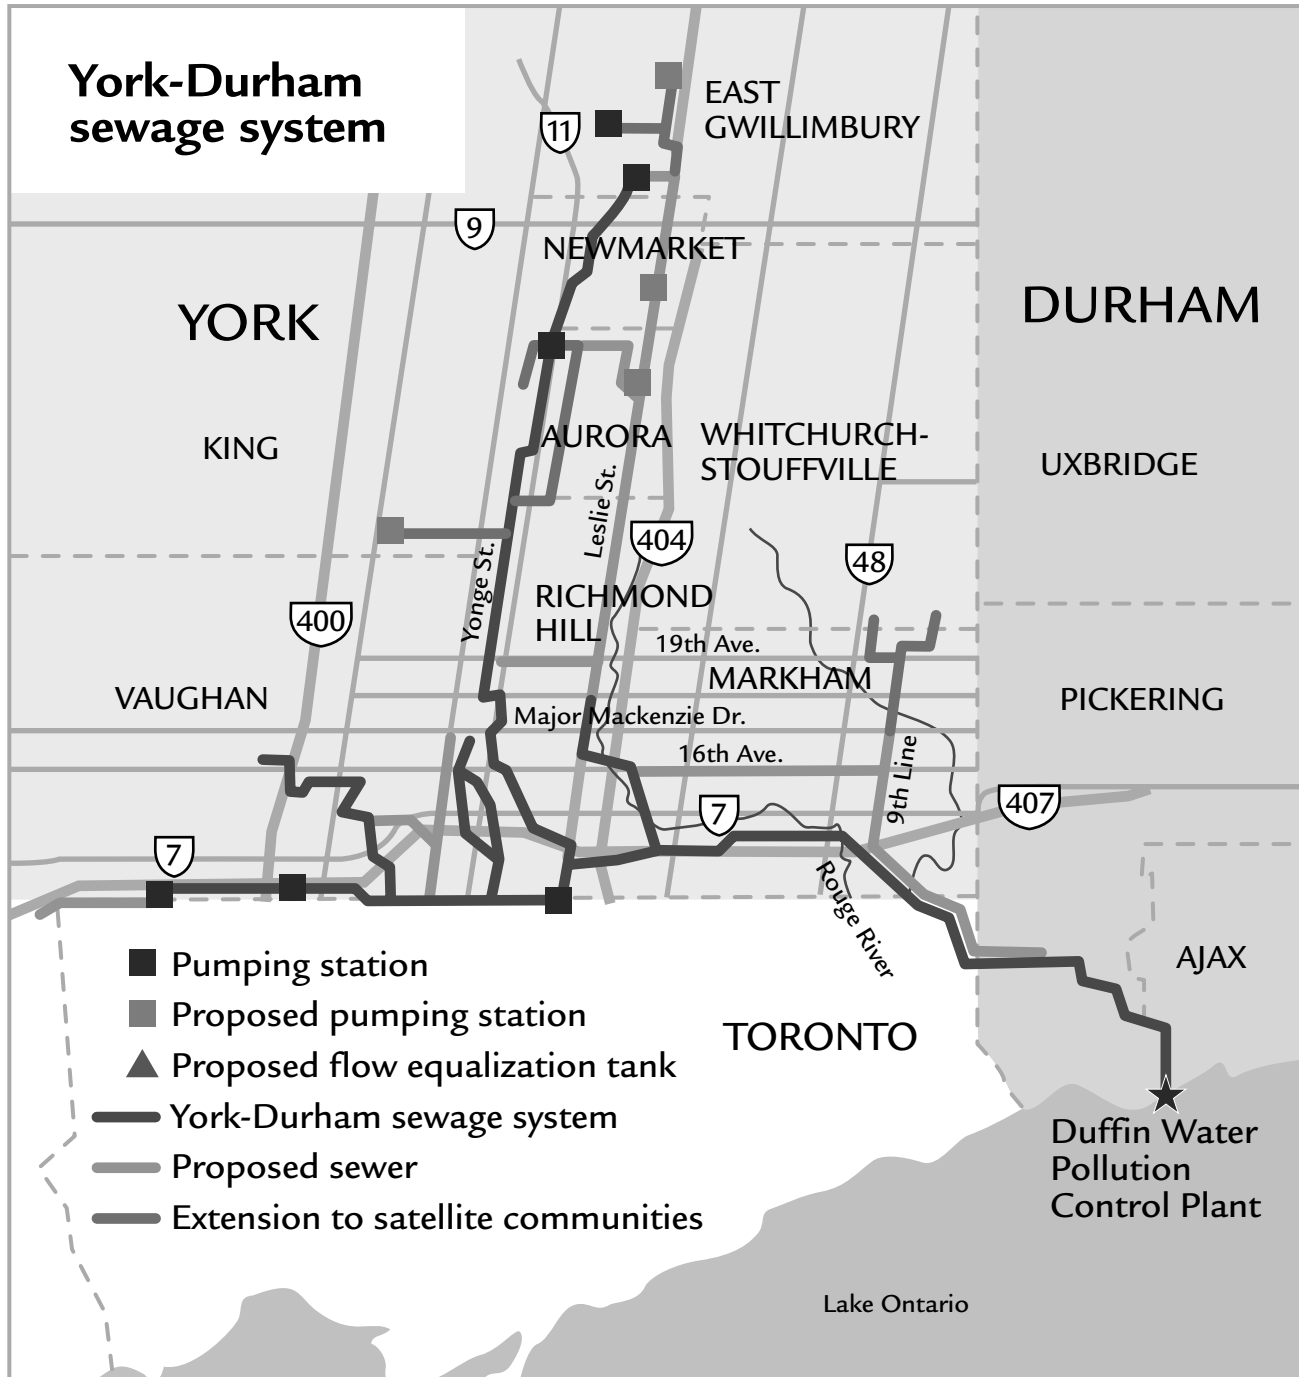 York-Durham
sewage system
EAST
GWILLIMBURY
11
9
NEWMARKET
YORK
DURHAM
KING
AURORA
WHITCHURCH-
STOUFFVILLE
UXBRIDGE
Leslie St.
404
48
Yonge St.
400
RICHMOND
HILL
19th Ave.
MARKHAM
VAUGHAN
PICKERING
Major Mackenzie Dr.
16th Ave.
9th Line
7
407
7
Rouge River
AJAX
Pumping station
Proposed pumping station
TORONTO
Proposed flow equalization tank
York-Durham sewage system
Proposed sewer
Extension to satellite communities
Duffin Water
Pollution
Control Plant
Lake Ontario